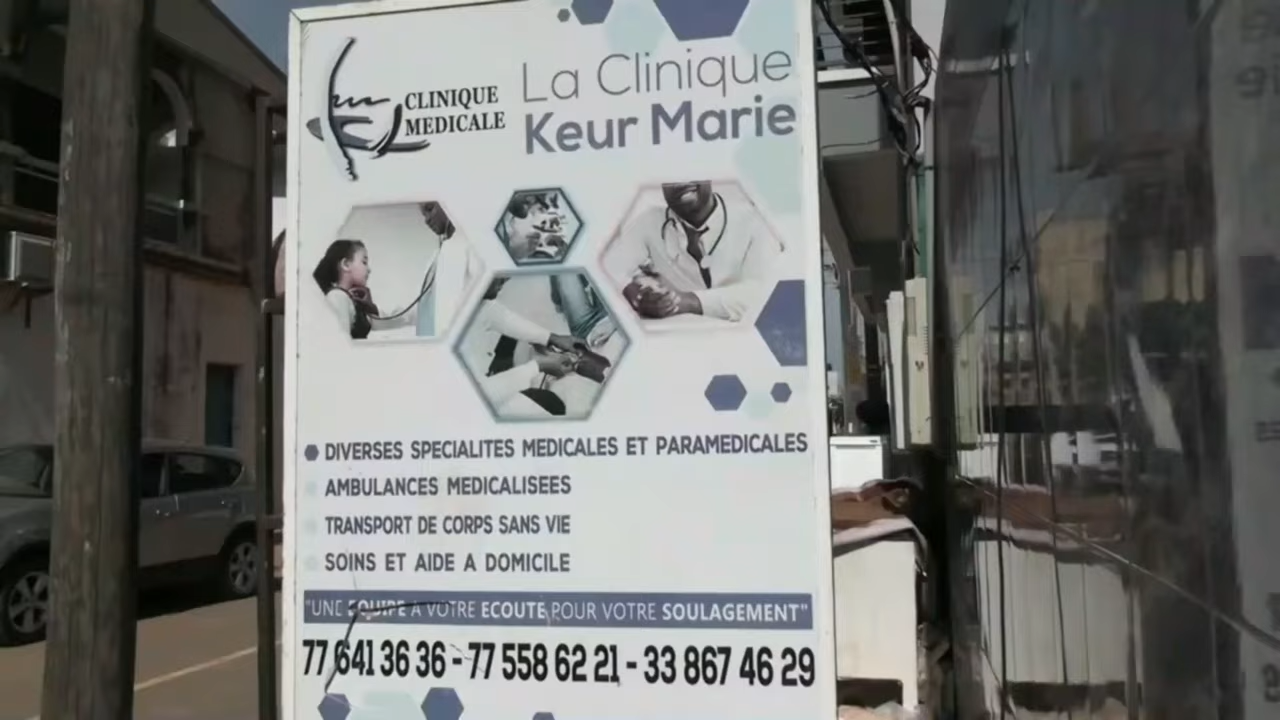 CLINIQUE
MEDICALE
La Clinique
Keur Marie
DIVERSES SPECIALITES MEDICALES ET PARAMEDICALES
AMBULANCES MEDICALISEES
TRANSPORT DE CORPS SANS VIE
SOINS ET AIDE A DOMICILE
"UNE EQUIPE A VOTRE ECOUTE POUR VOTRE SOULAGEMENT"
77 641 36 36 - 77 558 62 21 - 33 867 46 29